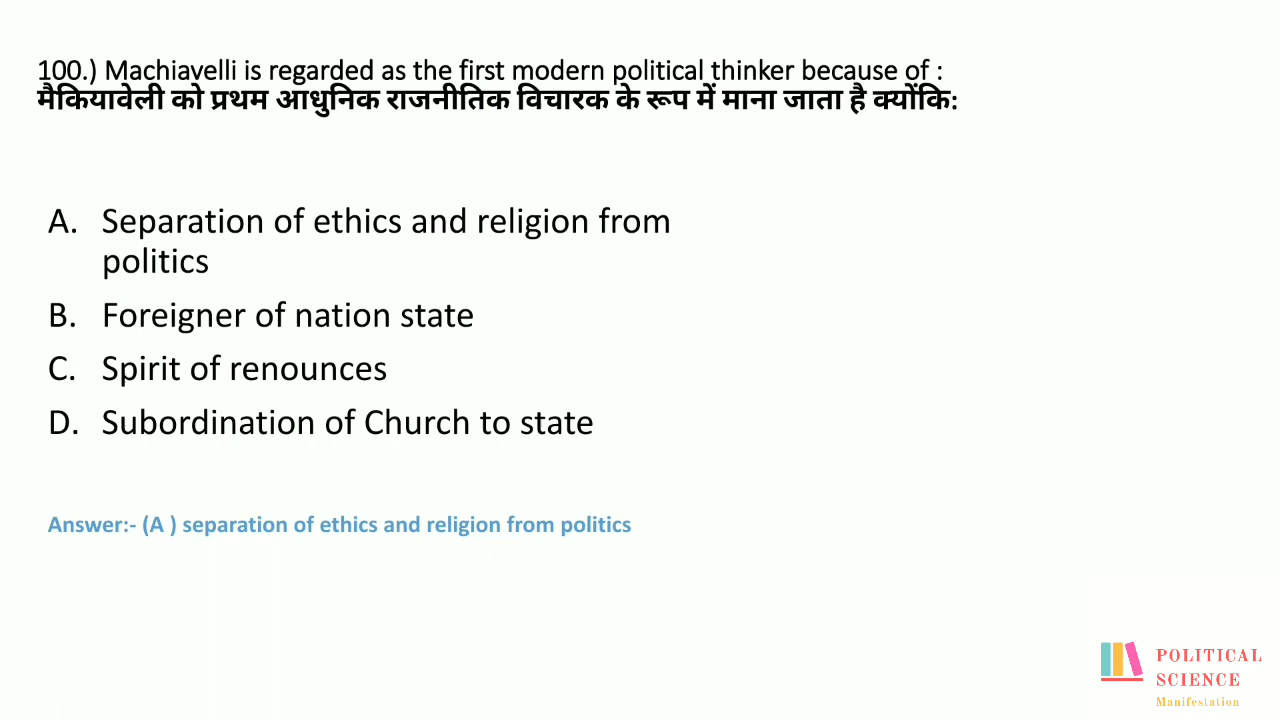 100.) Machiavelli is regarded as the first modern political thinker because of :
मैकियावेली को प्रथम आधुनिक राजनीतिक विचारक के रूप में माना जाता है क्योंकि:
A. Separation of ethics and religion from
politics
B. Foreigner of nation state
C. Spirit of renounces
D. Subordination of Church to state
Answer:- (A ) separation of ethics and religion from politics
POLITICAL
SCIENCE
Manifestation